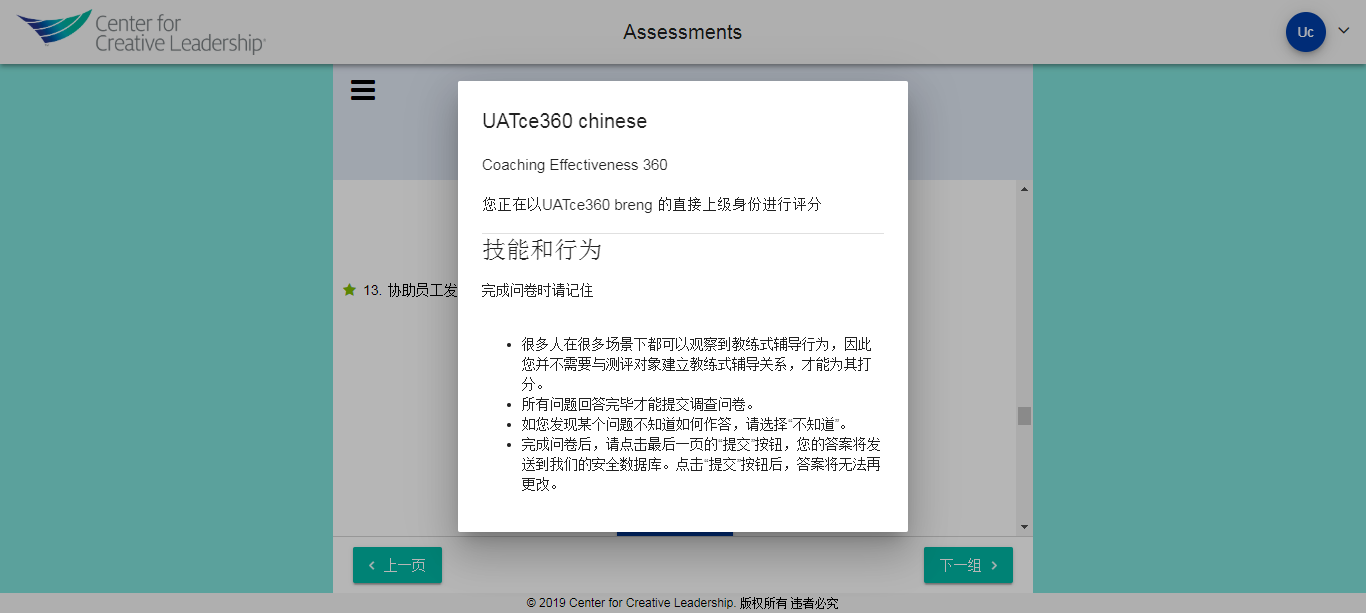 Center for
Creative Leadership
Assessments
Uc
UATce360 chinese
Coaching Effectiveness 360
您正在以UATce360 breng 的直接上级身份进行评分
技能和行为
13. 协助员工发
完成问卷时请记住
• 很多人在很多场景下都可以观察到教练式辅导行为，因此
您并不需要与测评对象建立教练式辅导关系，才能为其打
分。
• 所有问题回答完毕才能提交调查问卷。
• 如您发现某个问题不知道如何作答，请选择“不知道”。
• 完成问卷后，请点击最后一页的“提交”按钮，您的答案将发
送到我们的安全数据库。点击“提交”按钮后，答案将无法再
更改。
上一页
下一组
© 2019 Center for Creative Leadership. 版权所有 违者必究